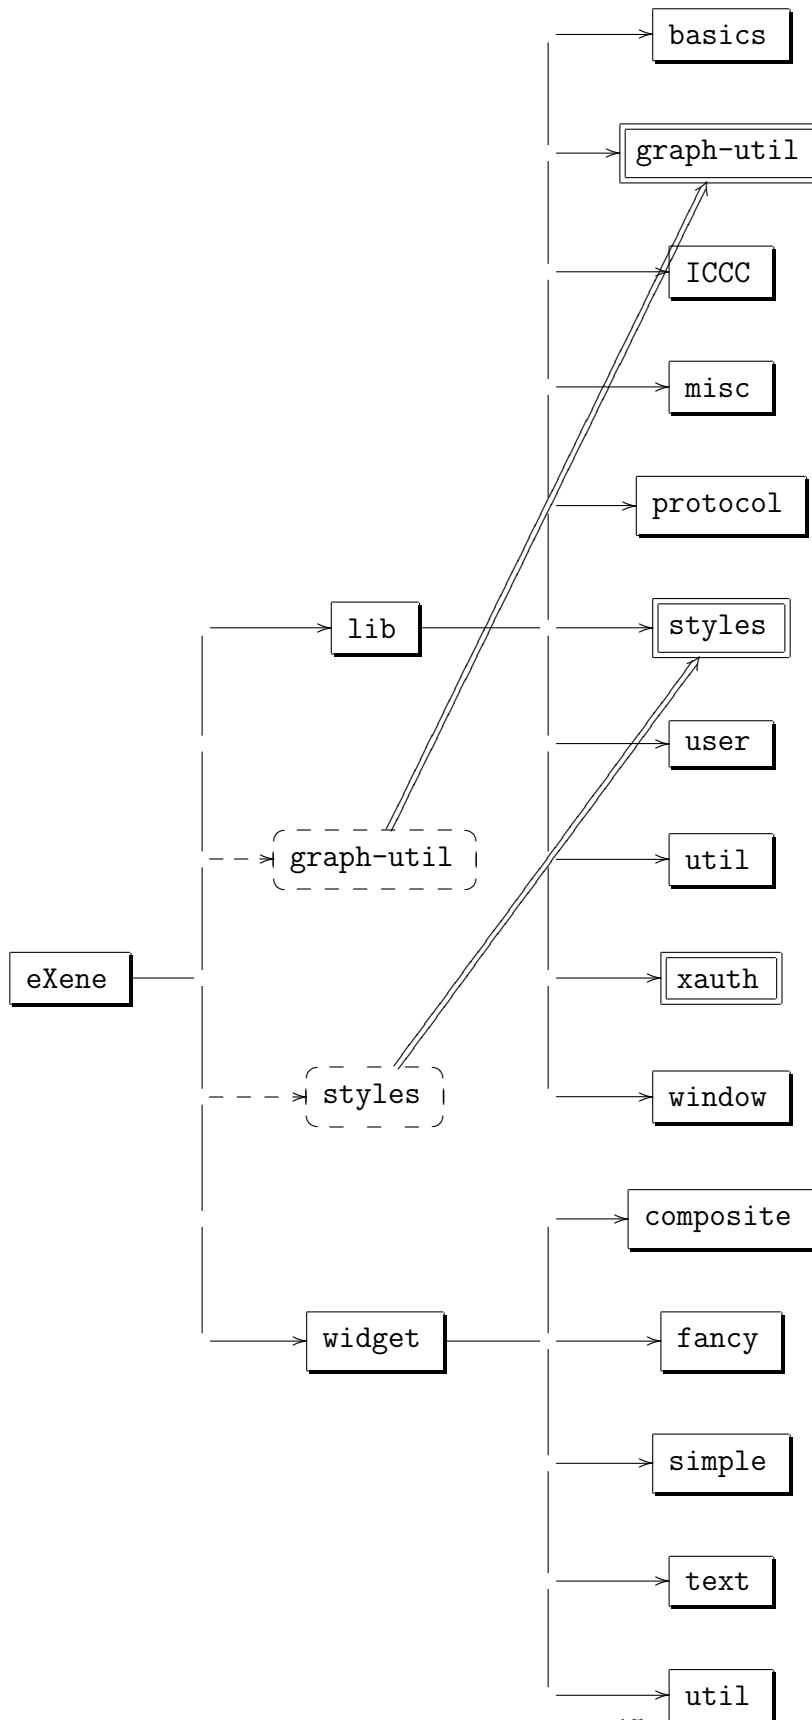 basics
graph-util
ICCC
misc
protocol
lib
styles
user
util
graph-util
eXene
xauth
styles
window
composite
widget
fancy
simple
text
util